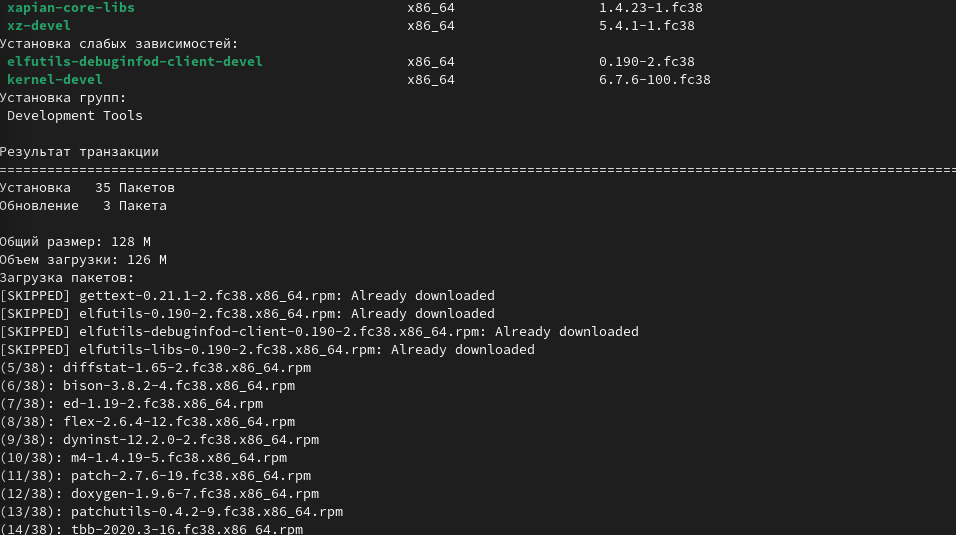 xapian-core-libs x86_64 1.4.23-1.fc38
xz-devel x86_64 5.4.1-1.fc38
Установка слабых зависимостей:
elfutils-debuginfod-client-devel x86_64 0.190-2.fc38
kernel-devel x86_64 6.7.6-100.fc38
Установка групп:
Development Tools
Результат транзакции
================================================================================================================================
Установка 35 Пакетов
Обновление 3 Пакета
Общий размер: 128 M
Объем загрузки: 126 M
Загрузка пакетов:
[SKIPPED] gettext-0.21.1-2.fc38.x86_64.rpm: Already downloaded
[SKIPPED] elfutils-0.190-2.fc38.x86_64.rpm: Already downloaded
[SKIPPED] elfutils-debuginfod-client-0.190-2.fc38.x86_64.rpm: Already downloaded
[SKIPPED] elfutils-libs-0.190-2.fc38.x86_64.rpm: Already downloaded
(5/38): diffstat-1.65-2.fc38.x86_64.rpm
(6/38): bison-3.8.2-4.fc38.x86_64.rpm
(7/38): ed-1.19-2.fc38.x86_64.rpm
(8/38): flex-2.6.4-12.fc38.x86_64.rpm
(9/38): dyninst-12.2.0-2.fc38.x86_64.rpm
(10/38): m4-1.4.19-5.fc38.x86_64.rpm
(11/38): patch-2.7.6-19.fc38.x86_64.rpm
(12/38): doxygen-1.9.6-7.fc38.x86_64.rpm
(13/38): patchutils-0.4.2-9.fc38.x86_64.rpm
(14/38): tbb-2020.3-16.fc38.x86_64.rpm